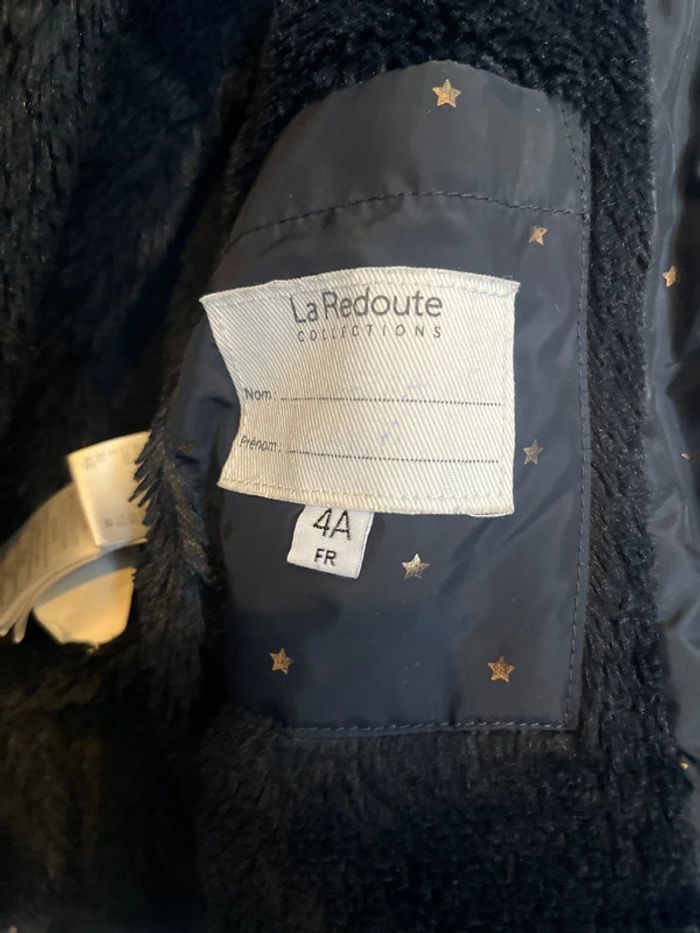 La Redoute
COLLECTIONS
Nom :
Prénom :
4A
FR